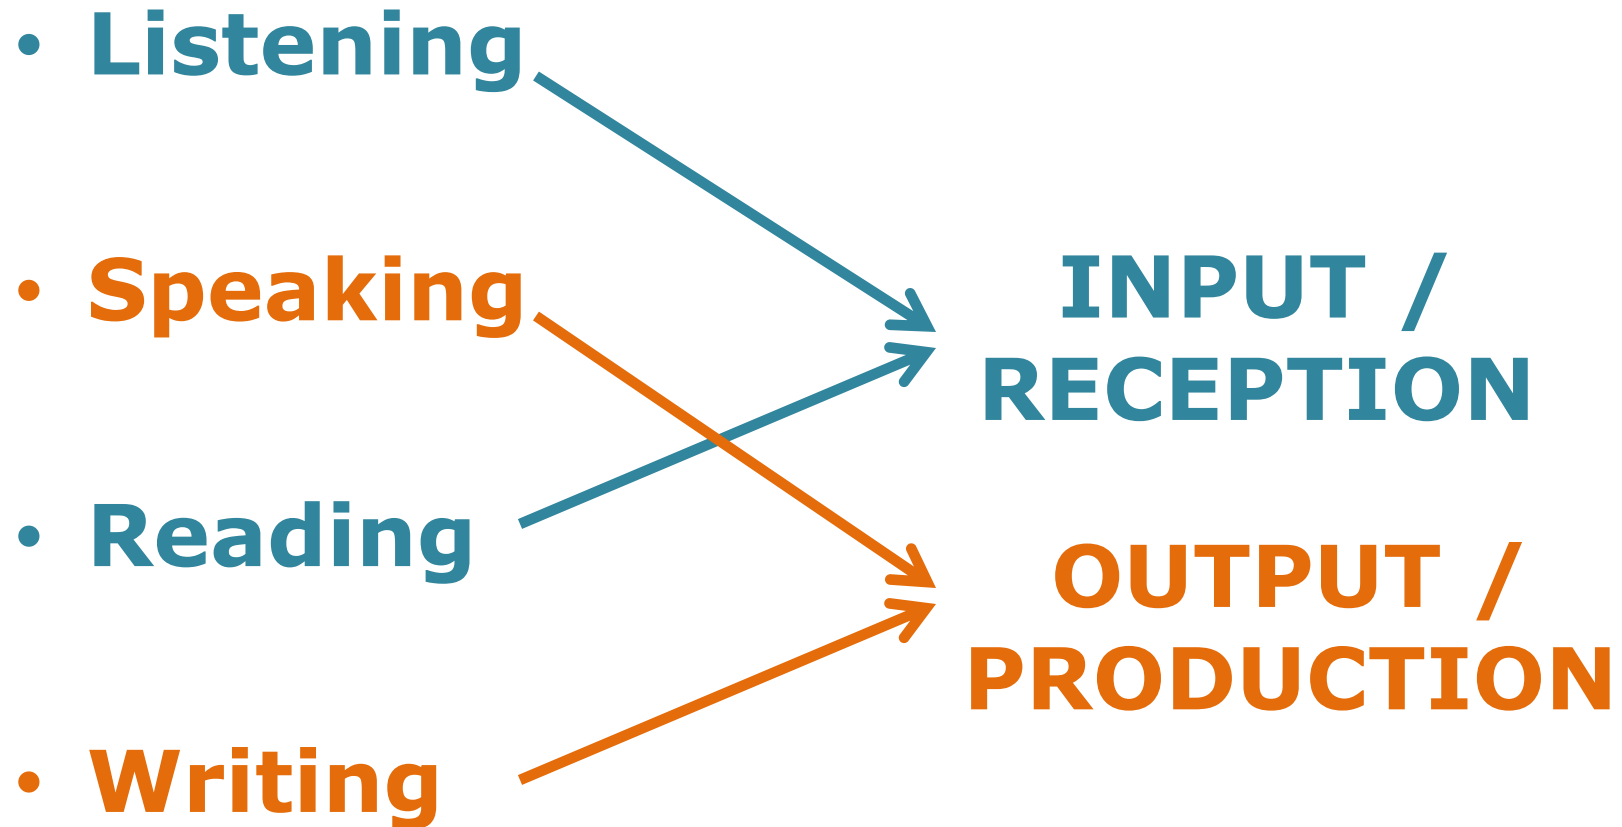 • Listening
• Speaking
• Reading
• Writing
INPUT /
RECEPTION
OUTPUT /
PRODUCTION